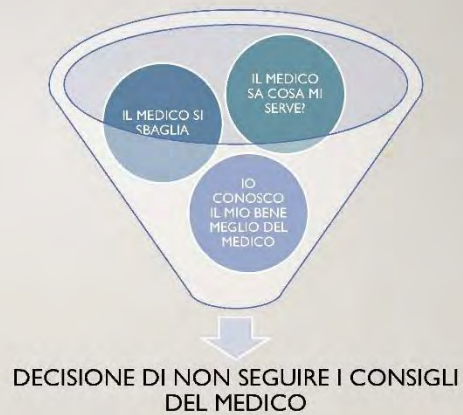 IL MEDICO
SA COSA MI
SERVE?
IL MEDICO SI
SBAGLIA
IO
CONOSCO
IL MIO BENE
MEGLIO DEL
MEDICO
DECISIONE DI NON SEGUIRE I CONSIGLI
DEL MEDICO